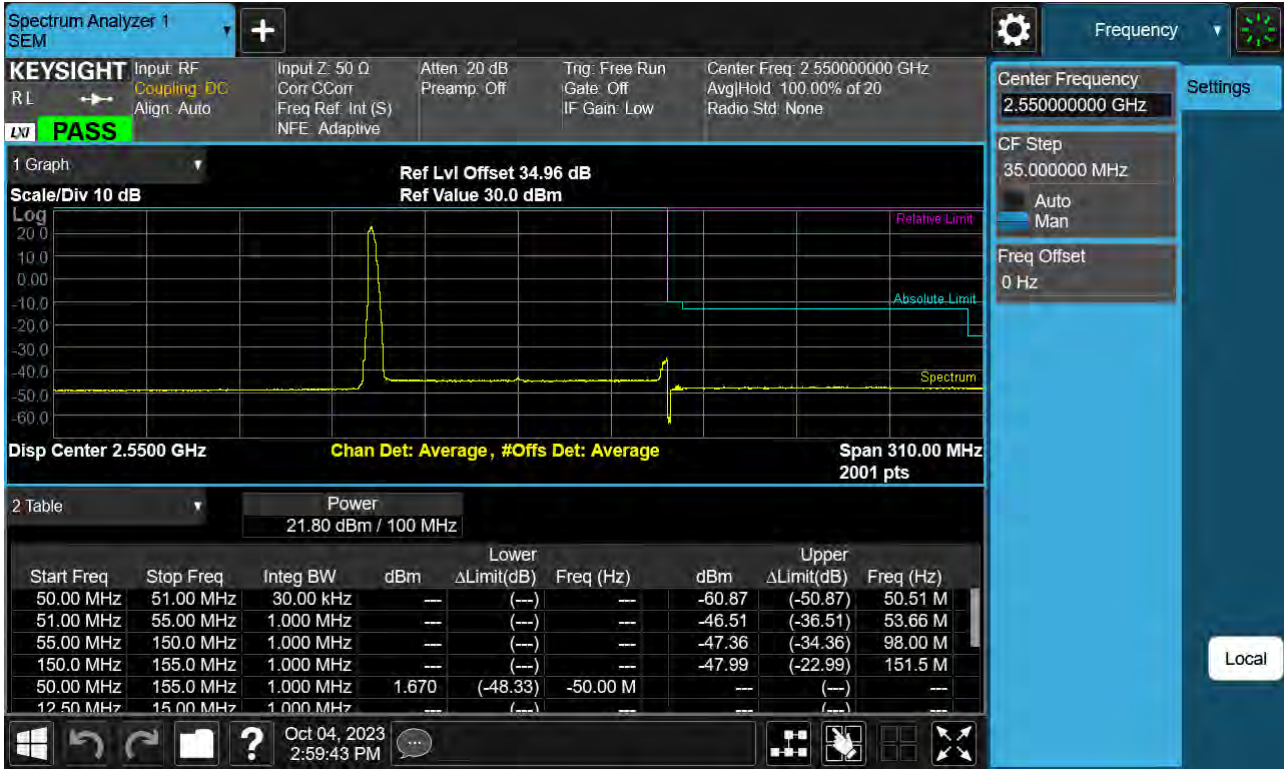 Spectrum Analyzer 1
SEM
Frequency
KEYSIGHT
RL
LXI
PASS
Input: RF
Coupling: DC
Align: Auto
Input Z: 50 Ω
Corr CCorr
Freq Ref: Int (S)
NFE: Adaptive
Atten: 20 dB
Preamp: Off
Trig: Free Run
Gate: Off
IF Gain: Low
Center Freq: 2.550000000 GHz
Avg|Hold: 100.00% of 20
Radio Std: None
Center Frequency
2.550000000 GHz
Settings
CF Step
35.000000 MHz
Auto
Man
Freq Offset
0 Hz
Local
1 Graph
Scale/Div 10 dB
Ref Lvl Offset 34.96 dB
Ref Value 30.0 dBm
Log
20.0
10.0
0.00
-10.0
-20.0
-30.0
-40.0
-50.0
-60.0
Relative Limit
Absolute Limit
Spectrum
Disp Center 2.5500 GHz
Chan Det: Average, #Offs Det: Average
Span 310.00 MHz
2001 pts
2 Table
Power
21.80 dBm / 100 MHz
Lower Upper
Start Freq Stop Freq Integ BW dBm ΔLimit(dB) Freq (Hz) dBm ΔLimit(dB) Freq (Hz)
50.00 MHz 51.00 MHz 30.00 kHz --- (---) --- -60.87 (-50.87) 50.51 M
51.00 MHz 55.00 MHz 1.000 MHz --- (---) --- -46.51 (-36.51) 53.66 M
55.00 MHz 150.0 MHz 1.000 MHz --- (---) --- -47.36 (-34.36) 98.00 M
150.0 MHz 155.0 MHz 1.000 MHz --- (---) --- -47.99 (-22.99) 151.5 M
50.00 MHz 155.0 MHz 1.000 MHz 1.670 (-48.33) -50.00 M --- (---) ---
12.50 MHz 15.00 MHz 1.000 MHz --- (---) --- --- (---) ---
?
Oct 04, 2023
2:59:43 PM